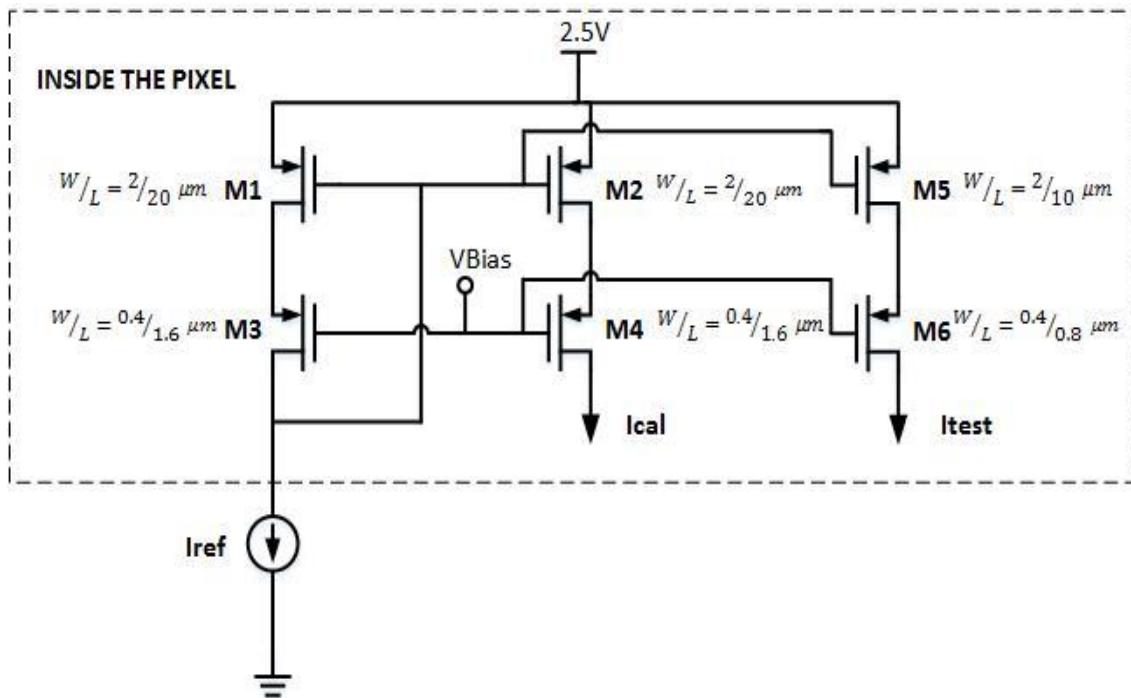 2.5V
INSIDE THE PIXEL
W/L = 2/20 μm M1
M2 W/L = 2/20 μm
M5 W/L = 2/10 μm
VBias
W/L = 0.4/1.6 μm M3
M4 W/L = 0.4/1.6 μm
M6 W/L = 0.4/0.8 μm
Ical
Itest
Iref